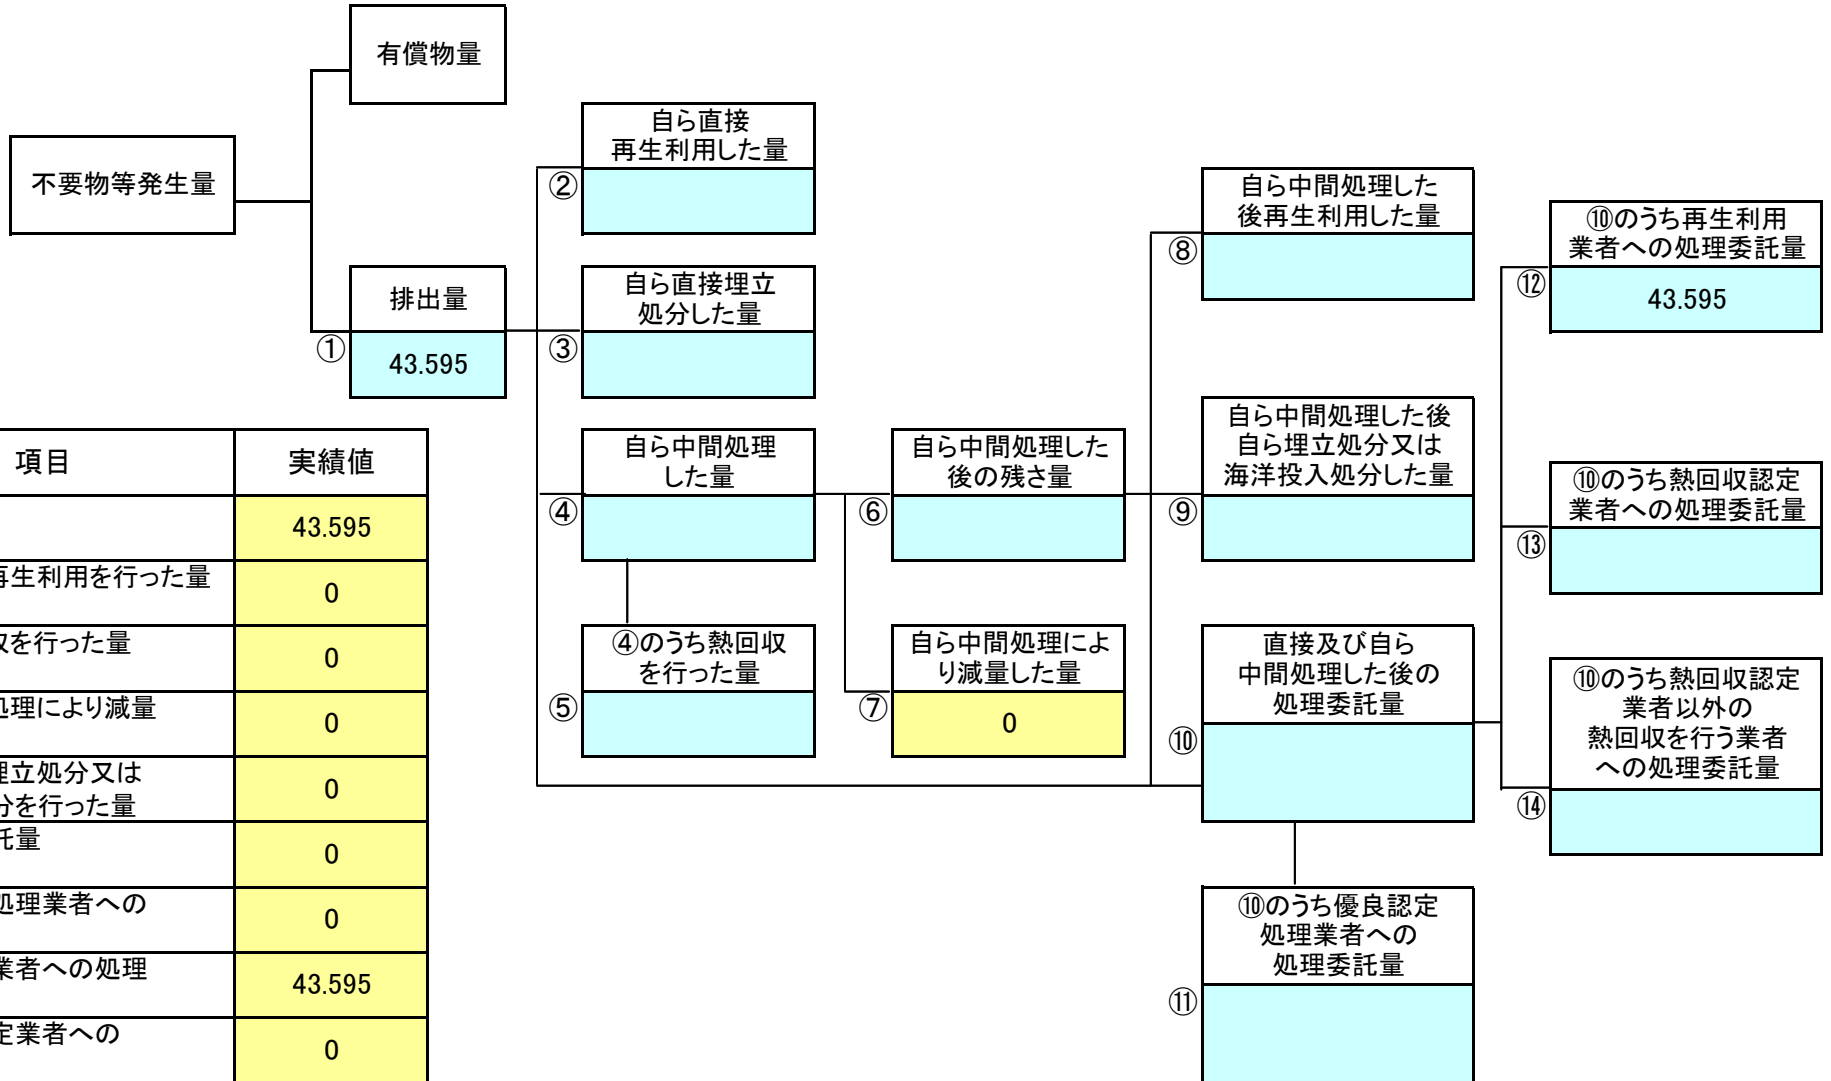 有償物量
不要物等発生量
排出量
①
43.595
自ら直接
再生利用した量
②
自ら直接埋立
処分した量
③
自ら中間処理
した量
④
④のうち熱回収
を行った量
⑤
自ら中間処理した
後の残さ量
⑥
自ら中間処理によ
り減量した量
⑦
0
自ら中間処理した
後再生利用した量
⑧
自ら中間処理した後
自ら埋立処分又は
海洋投入処分した量
⑨
直接及び自ら
中間処理した後の
処理委託量
⑩
⑩のうち優良認定
処理業者への
処理委託量
⑪
⑩のうち再生利用
業者への処理委託量
⑫
43.595
⑩のうち熱回収認定
業者への処理委託量
⑬
⑩のうち熱回収認定
業者以外の
熱回収を行う業者
への処理委託量
⑭
項目
実績値
43.595
再生利用を行った量
0
を行った量
0
処理により減量
0
埋立処分又は
分を行った量
0
託量
0
処理業者への
0
業者への処理
43.595
定業者への
0